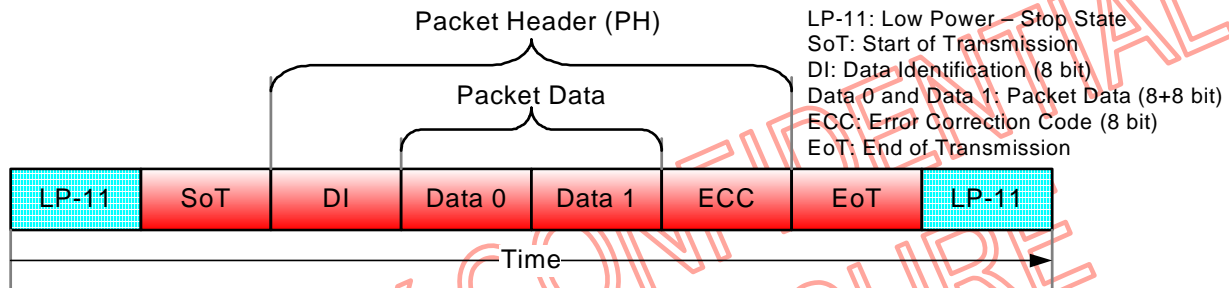 Packet Header (PH)
Packet Data
LP-11: Low Power – Stop State
SoT: Start of Transmission
DI: Data Identification (8 bit)
Data 0 and Data 1: Packet Data (8+8 bit)
ECC: Error Correction Code (8 bit)
EoT: End of Transmission
LP-11 SoT DI Data 0 Data 1 ECC EoT LP-11
Time
CONFIDENTIAL